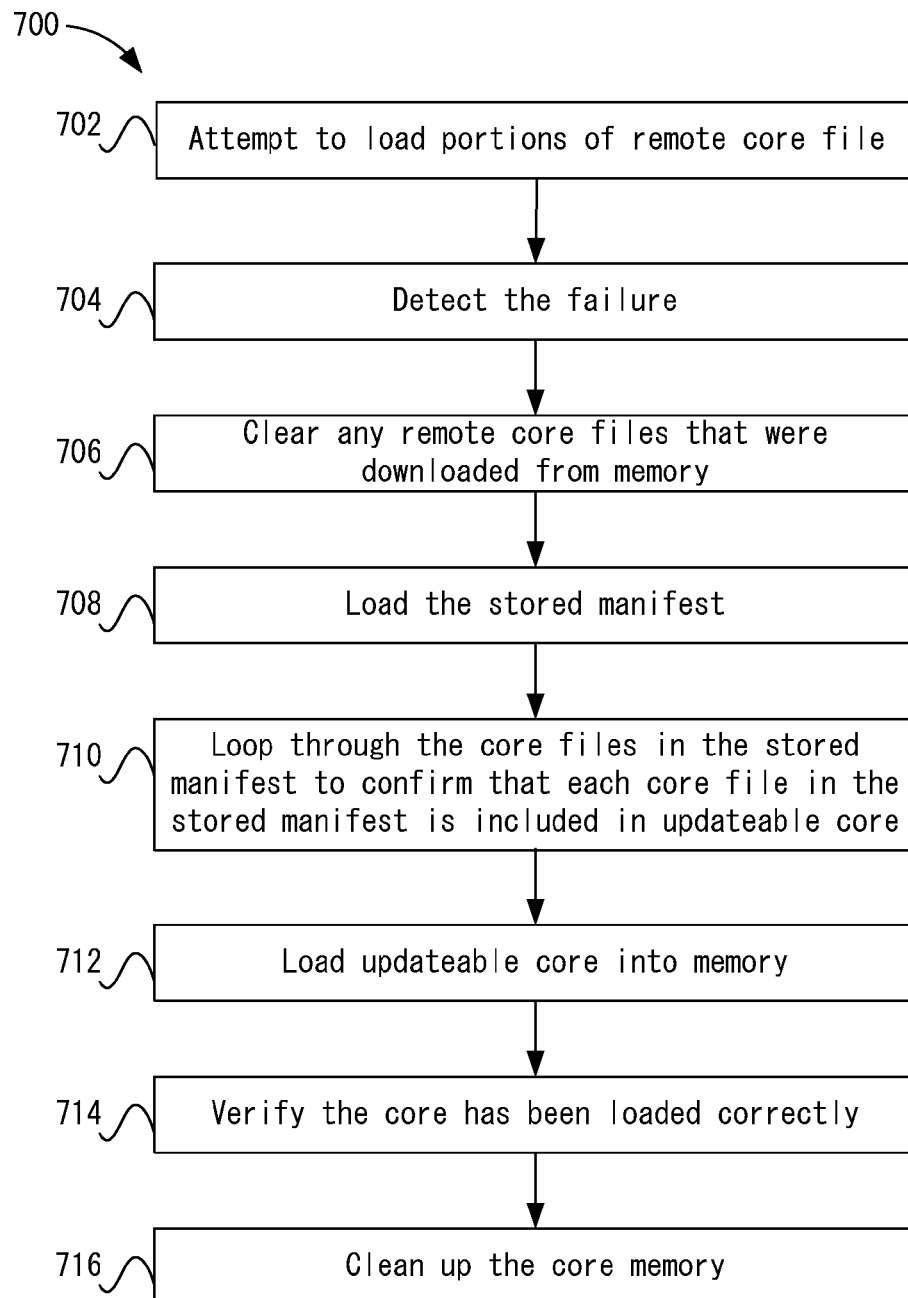 700
702
Attempt to load portions of remote core file
704
Detect the failure
706
Clear any remote core files that were
downloaded from memory
708
Load the stored manifest
710
Loop through the core files in the stored
manifest to confirm that each core file in the
stored manifest is included in updateable core
712
Load updateable core into memory
714
Verify the core has been loaded correctly
716
Clean up the core memory